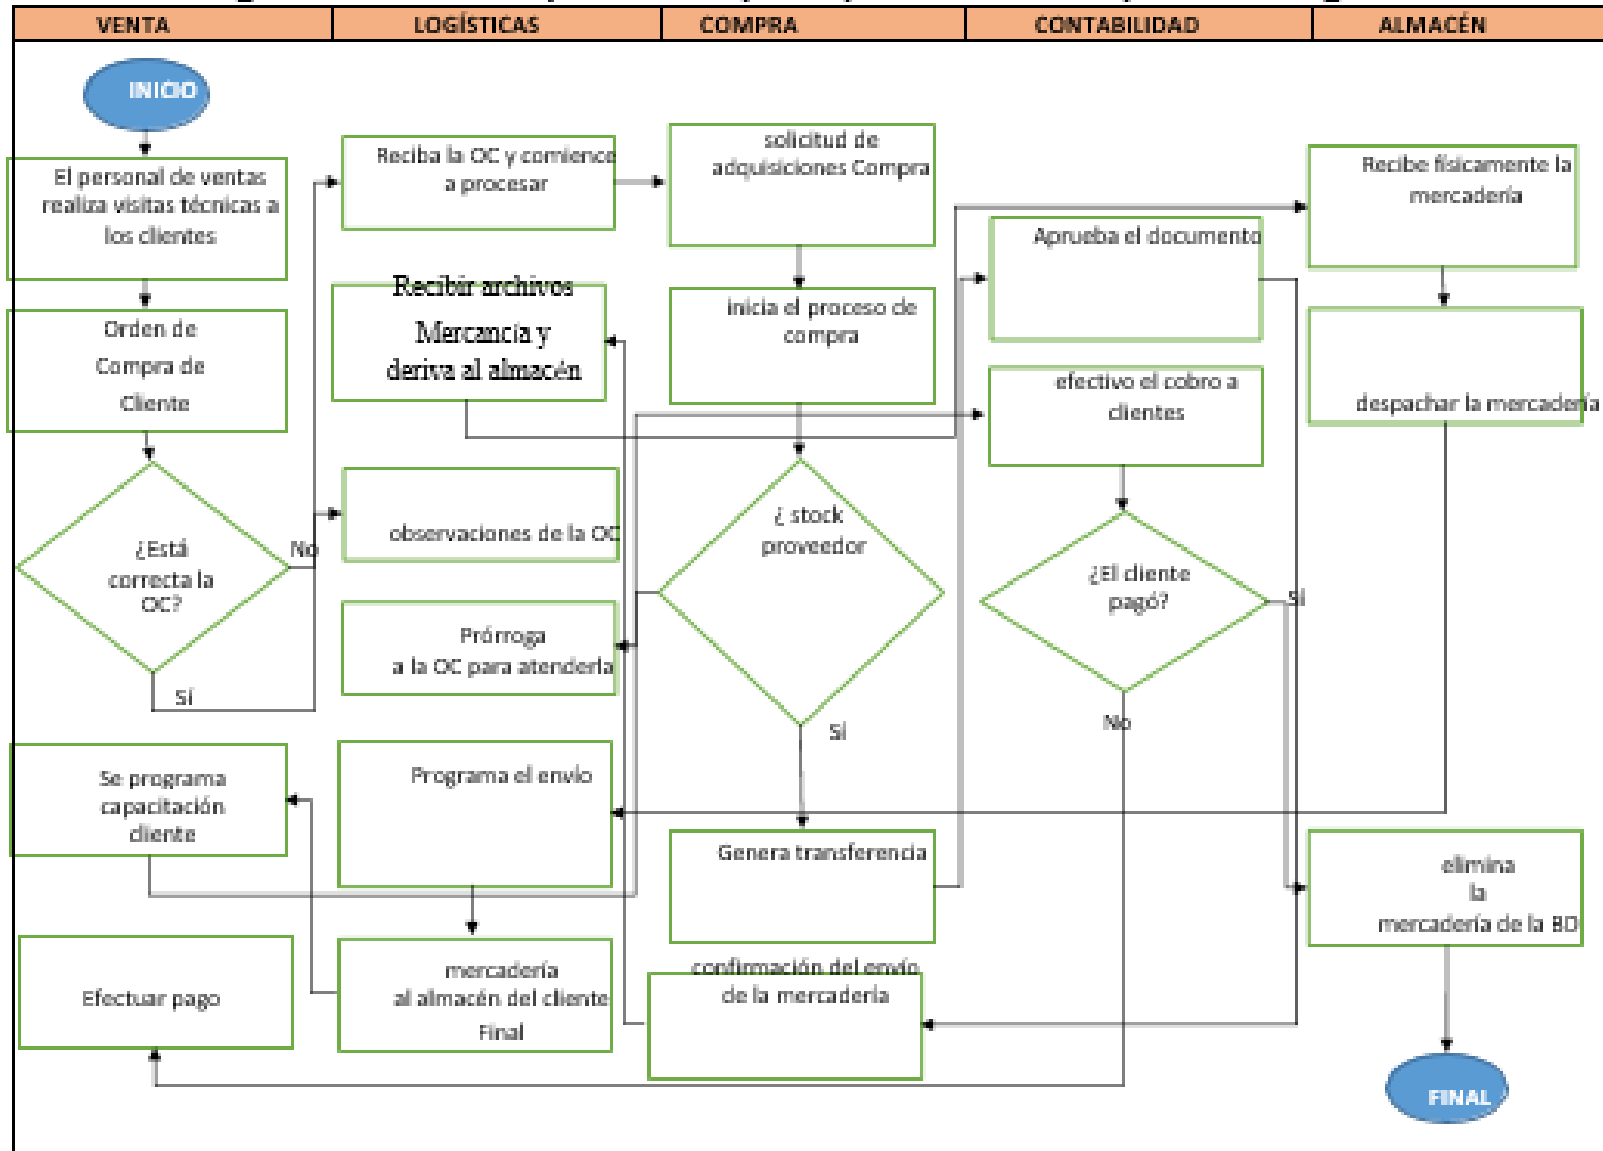 VENTA
LOGÍSTICAS
COMPRA
CONTABILIDAD
ALMACÉN
INICIO
El personal de ventas
realiza visitas técnicas a
los clientes
Orden de
Compra de
Cliente
¿Está
correcta la
OC?
No
Sí
Se programa
capacitación
cliente
Efectuar pago
Reciba la OC y comience
a procesar
Recibir archivos
Mercancía y
deriva al almacén
observaciones de la OC
Prórroga
a la OC para atenderla
Programa el envío
mercadería
al almacén del cliente
Final
solicitud de
adquisiciones Compra
inicia el proceso de
compra
¿ stock
proveedor
Sí
Genera transferencia
confirmación del envío
de la mercadería
Aprueba el documento
efectivo el cobro a
clientes
¿El cliente
pagó?
Sí
No
Recibe físicamente la
mercadería
despachar la mercadería
elimina
la
mercadería de la BD
FINAL